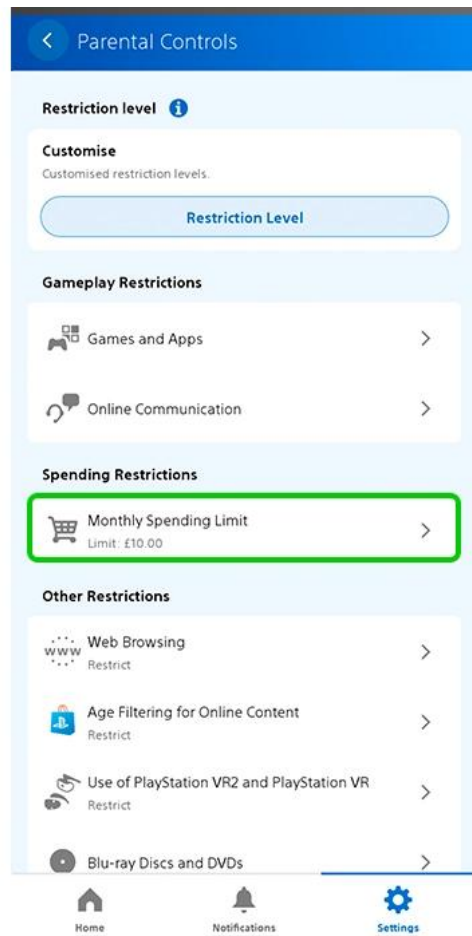 Parental Controls
Restriction level
Customise
Customised restriction levels.
Restriction Level
Gameplay Restrictions
Games and Apps
Online Communication
Spending Restrictions
Monthly Spending Limit
Limit: £10.00
Other Restrictions
www
Web Browsing
Restrict
Age Filtering for Online Content
Restrict
Use of PlayStation VR2 and PlayStation VR
Restrict
Blu-ray Discs and DVDs
Home
Notifications
Settings